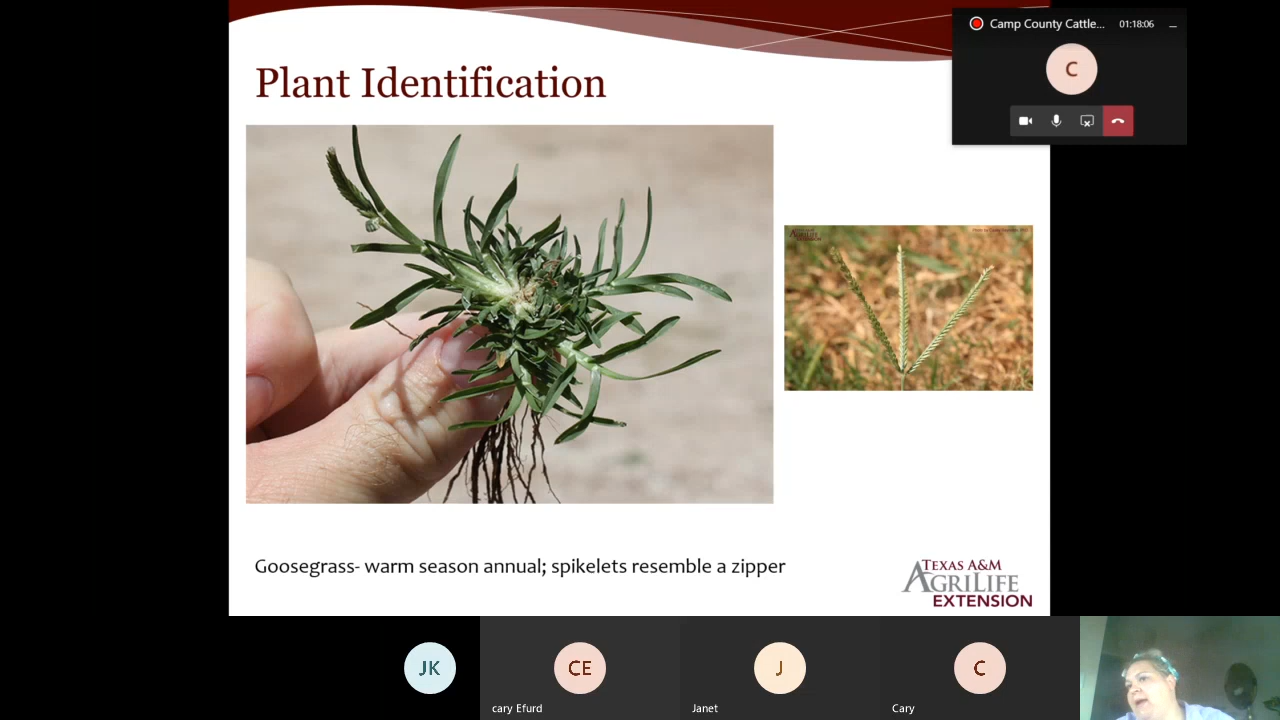 Camp County Cattle...
01:18:06
C
Plant Identification
AGRILIFE
Goosegrass- warm season annual; spikelets resemble a zipper
TEXAS A&M
AGRILIFE
EXTENSION
JK
CE
J
C
cary Efurd
Janet
Cary